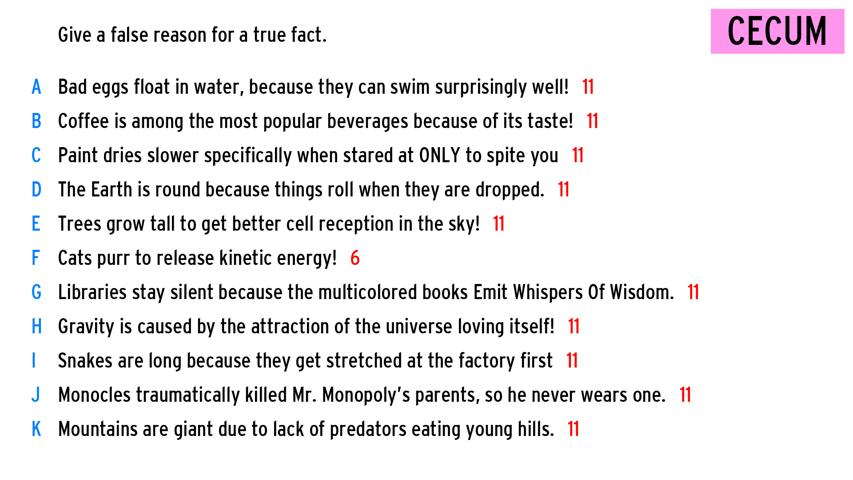 Give a false reason for a true fact.
CECUM
A Bad eggs float in water, because they can swim surprisingly well! 11
B Coffee is among the most popular beverages because of its taste! 11
C Paint dries slower specifically when stared at ONLY to spite you 11
D The Earth is round because things roll when they are dropped. 11
E Trees grow tall to get better cell reception in the sky! 11
F Cats purr to release kinetic energy! 6
G Libraries stay silent because the multicolored books Emit Whispers Of Wisdom. 11
H Gravity is caused by the attraction of the universe loving itself! 11
I Snakes are long because they get stretched at the factory first 11
J Monocles traumatically killed Mr. Monopoly's parents, so he never wears one. 11
K Mountains are giant due to lack of predators eating young hills. 11